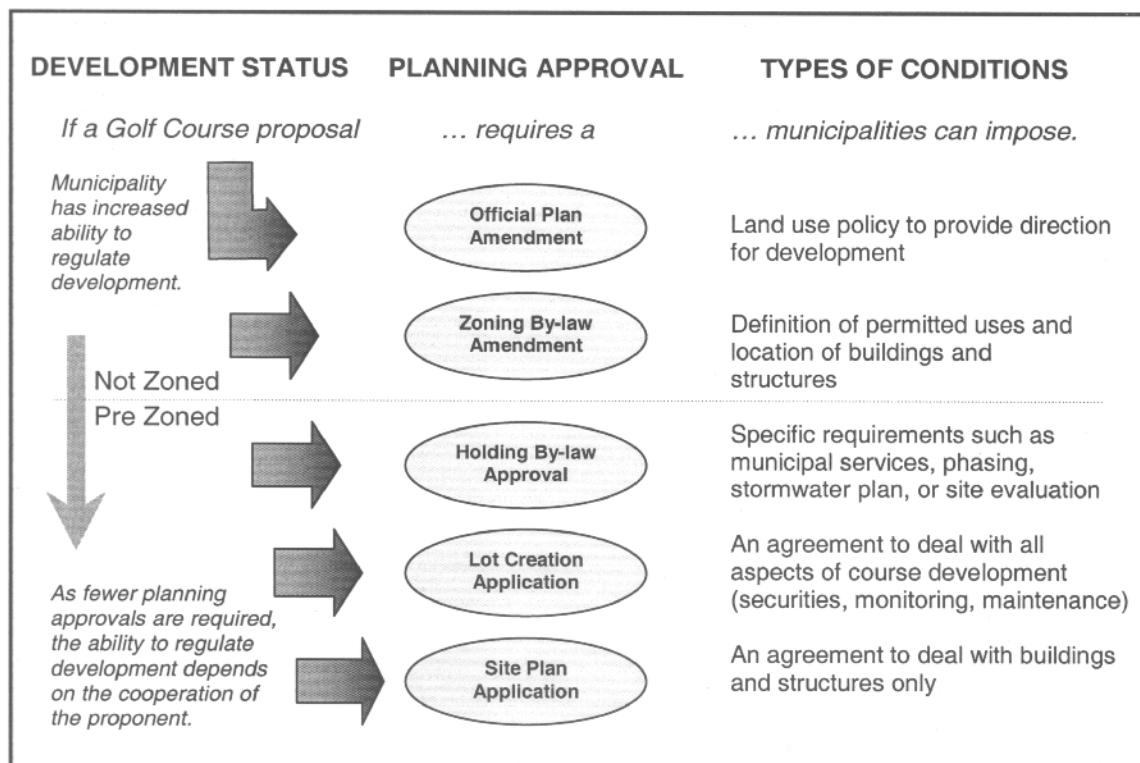 DEVELOPMENT STATUS
PLANNING APPROVAL
TYPES OF CONDITIONS
If a Golf Course proposal
... requires a
... municipalities can impose.
Municipality
has increased
ability to
regulate
development.
Official Plan
Amendment
Land use policy to provide direction
for development
Zoning By-law
Amendment
Definition of permitted uses and
location of buildings and
structures
Not Zoned
Pre Zoned
Holding By-law
Approval
Specific requirements such as
municipal services, phasing,
stormwater plan, or site evaluation
Lot Creation
Application
An agreement to deal with all
aspects of course development
(securities, monitoring, maintenance)
As fewer planning
approvals are required,
the ability to regulate
development depends
on the cooperation of
the proponent.
Site Plan
Application
An agreement to deal with buildings
and structures only